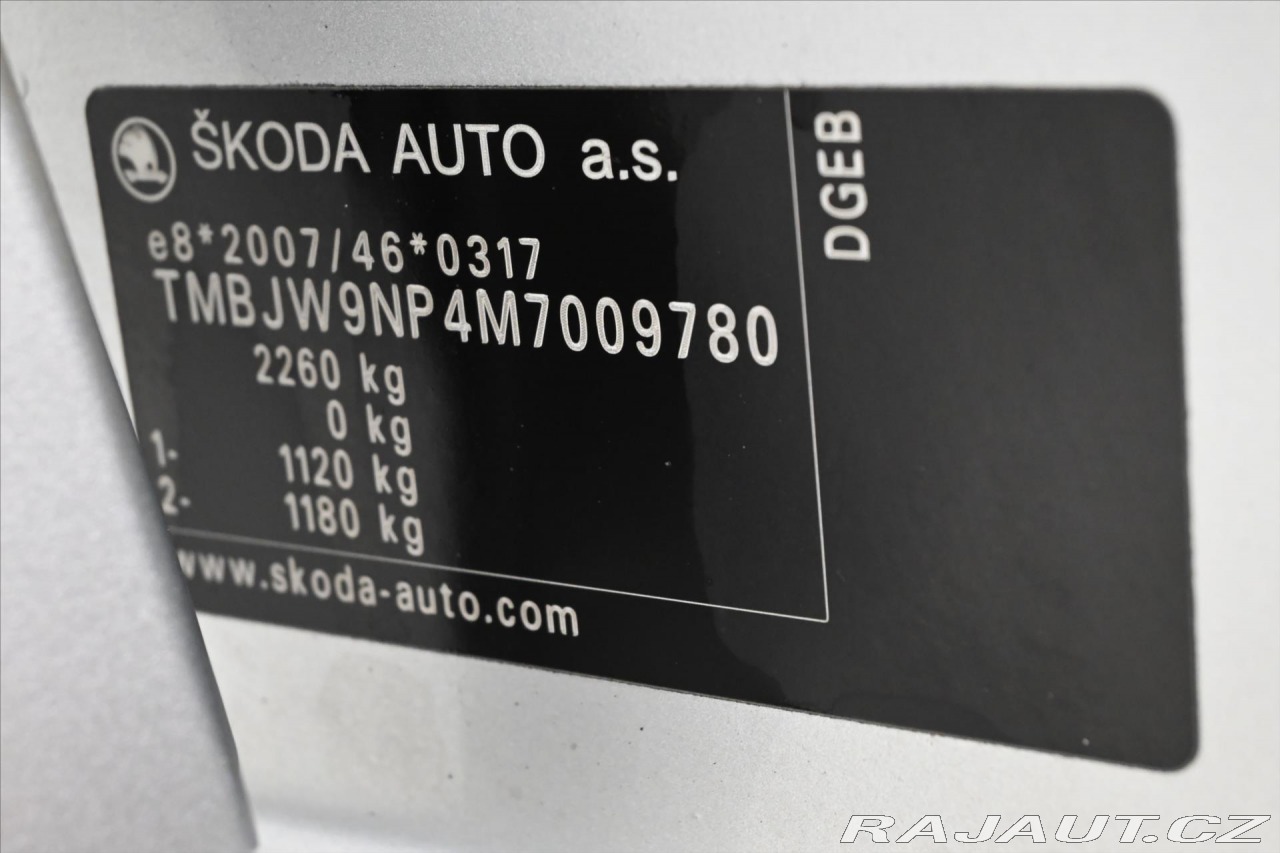 ŠKODA AUTO a.s.
e8*2007/46*0317
TMBJW9NP4M7009780
2260 kg
0 kg
1- 1120 kg
2- 1180 kg
www.skoda-auto.com
DGEB
RAJAUT.CZ